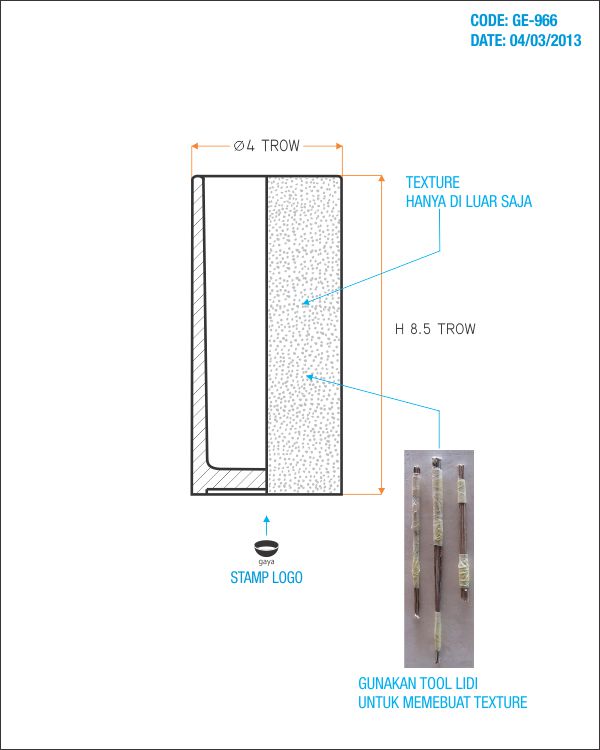 CODE: GE-966
DATE: 04/03/2013
Ø4 TROW
TEXTURE
HANYA DI LUAR SAJA
H 8.5 TROW
gaya
STAMP LOGO
GUNAKAN TOOL LIDI
UNTUK MEMEBUAT TEXTURE